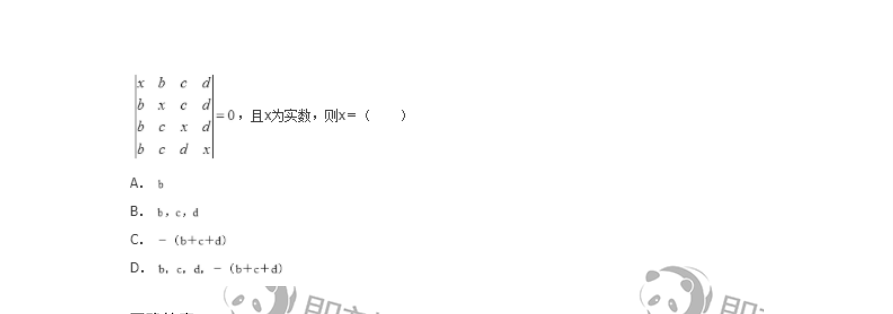 x b c d
b x c d
b c x d
b c d x
=0，且x为实数，则x=（ ）
A. b
B. b，c，d
C. -（b+c+d）
D. b，c，d，-（b+c+d）